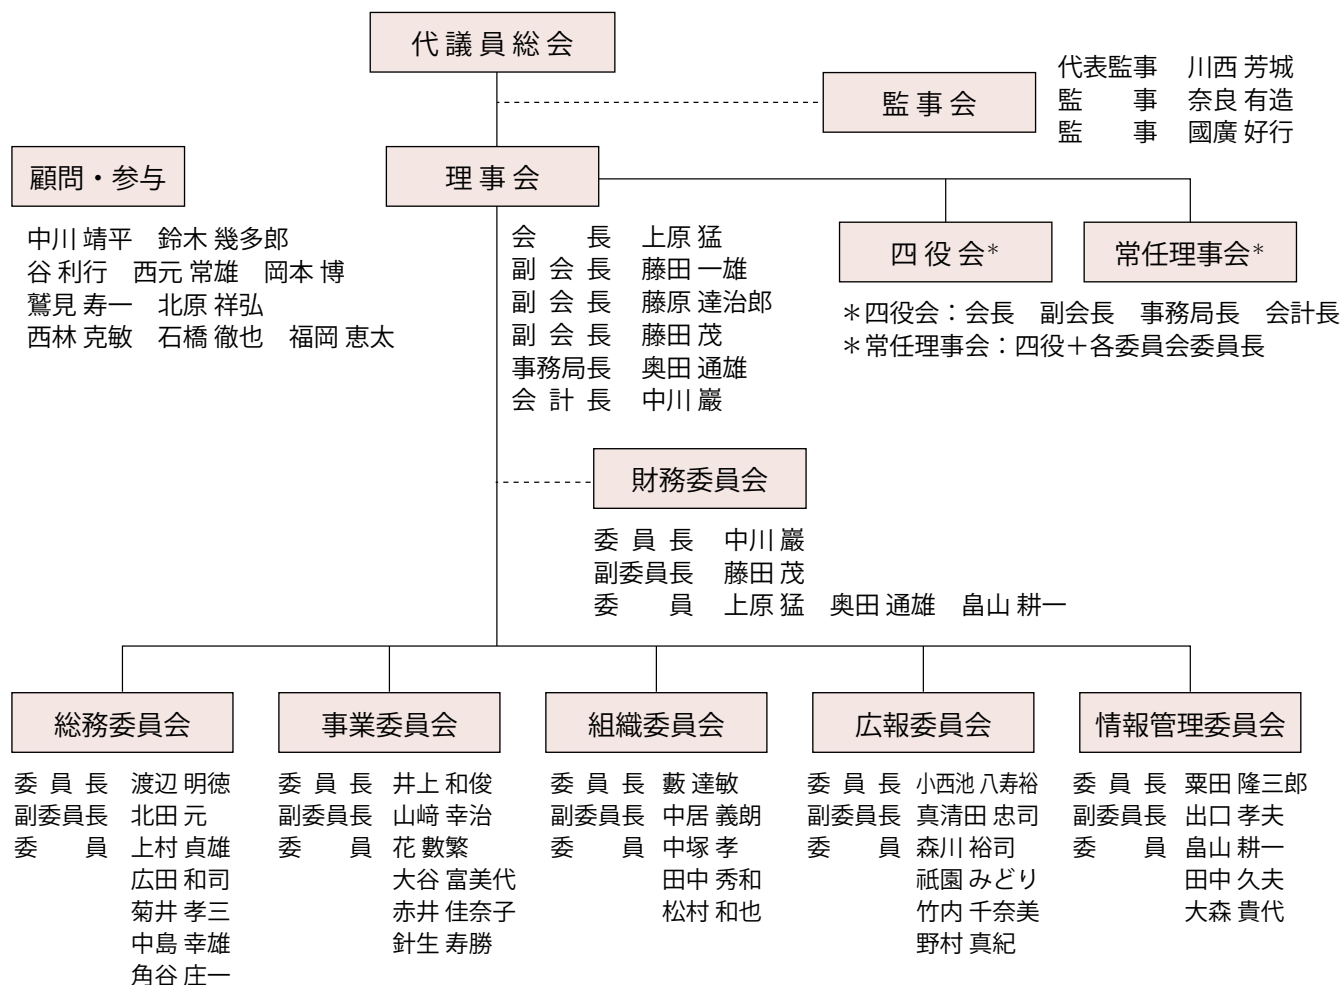 代議員総会
監事会
代表監事　川西 芳城
監　　事　奈良 有造
監　　事　國廣 好行
顧問・参与
中川 靖平　鈴木 幾多郎
谷 利行　西元 常雄　岡本 博
鷲見 寿一　北原 祥弘
西林 克敏　石橋 徹也　福岡 恵太
理事会
会　　長　上原 猛
副 会 長　藤田 一雄
副 会 長　藤原 達治郎
副 会 長　藤田 茂
事務局長　奥田 通雄
会 計 長　中川 巖
四役会＊
常任理事会＊
＊四役会：会長　副会長　事務局長　会計長
＊常任理事会：四役＋各委員会委員長
財務委員会
委 員 長　中川 巖
副委員長　藤田 茂
委　　員　上原 猛　奥田 通雄　畠山 耕一
総務委員会
委 員 長　渡辺 明徳
副委員長　北田 元
委　　員　上村 貞雄
広田 和司
菊井 孝三
中島 幸雄
角谷 庄一
事業委員会
委 員 長　井上 和俊
副委員長　山﨑 幸治
委　　員　花 數繁
大谷 富美代
赤井 佳奈子
針生 寿勝
組織委員会
委 員 長　藪 達敏
副委員長　中居 義朗
委　　員　中塚 孝
田中 秀和
松村 和也
広報委員会
委 員 長　小西池 八寿裕
副委員長　真清田 忠司
委　　員　森川 裕司
祇園 みどり
竹内 千奈美
野村 真紀
情報管理委員会
委 員 長　粟田 隆三郎
副委員長　出口 孝夫
委　　員　畠山 耕一
田中 久夫
大森 貴代